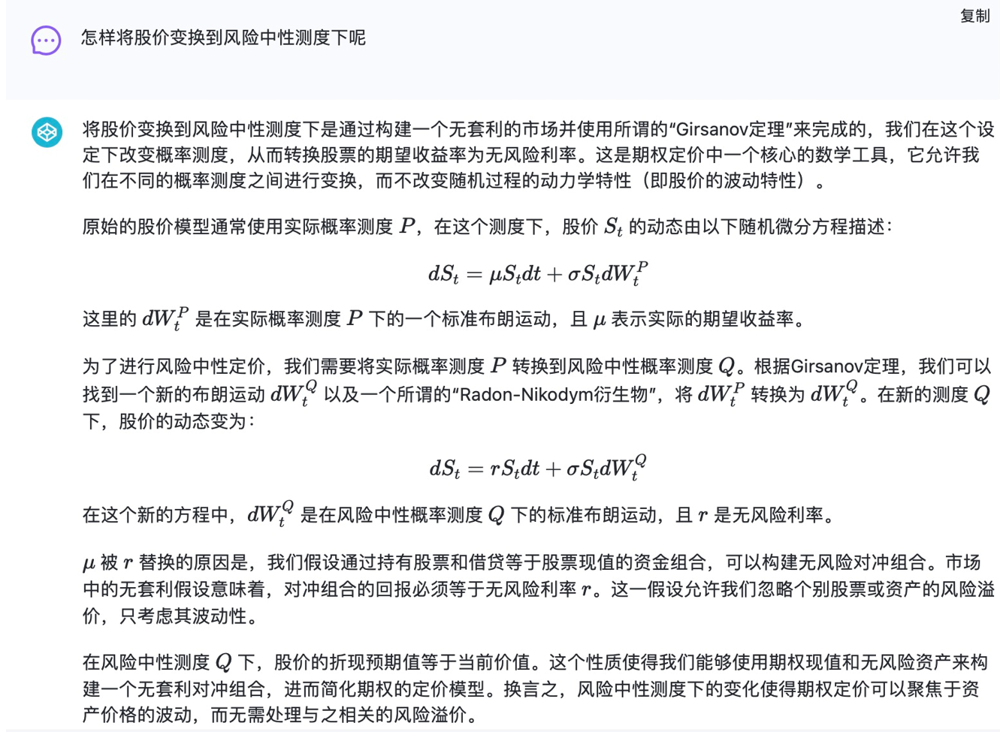 复制
怎样将股价变换到风险中性测度下呢
将股价变换到风险中性测度下是通过构建一个无套利的市场并使用所谓的“Girsanov定理”来完成的，我们在这个设
定下改变概率测度，从而转换股票的期望收益率为无风险利率。这是期权定价中一个核心的数学工具，它允许我
们在不同的概率测度之间进行变换，而不改变随机过程的动力学特性（即股价的波动特性）。
原始的股价模型通常使用实际概率测度 P，在这个测度下，股价 S_t 的动态由以下随机微分方程描述：
dS_t = μS_t dt + σS_t dW_t^P
这里的 dW_t^P 是在实际概率测度 P 下的一个标准布朗运动，且 μ 表示实际的期望收益率。
为了进行风险中性定价，我们需要将实际概率测度 P 转换到风险中性概率测度 Q。根据Girsanov定理，我们可以
找到一个新的布朗运动 dW_t^Q 以及一个所谓的“Radon-Nikodym衍生物”，将 dW_t^P 转换为 dW_t^Q。在新的测度 Q
下，股价的动态变为：
dS_t = rS_t dt + σS_t dW_t^Q
在这个新的方程中，dW_t^Q 是在风险中性概率测度 Q 下的标准布朗运动，且 r 是无风险利率。
μ 被 r 替换的原因是，我们假设通过持有股票和借贷等于股票现值的资金组合，可以构建无风险对冲组合。市场
中的无套利假设意味着，对冲组合的回报必须等于无风险利率 r。这一假设允许我们忽略个别股票或资产的风险溢
价，只考虑其波动性。
在风险中性测度 Q 下，股价的折现预期值等于当前价值。这个性质使得我们能够使用期权现值和无风险资产来构
建一个无套利对冲组合，进而简化期权的定价模型。换言之，风险中性测度下的变化使得期权定价可以聚焦于资
产价格的波动，而无需处理与之相关的风险溢价。